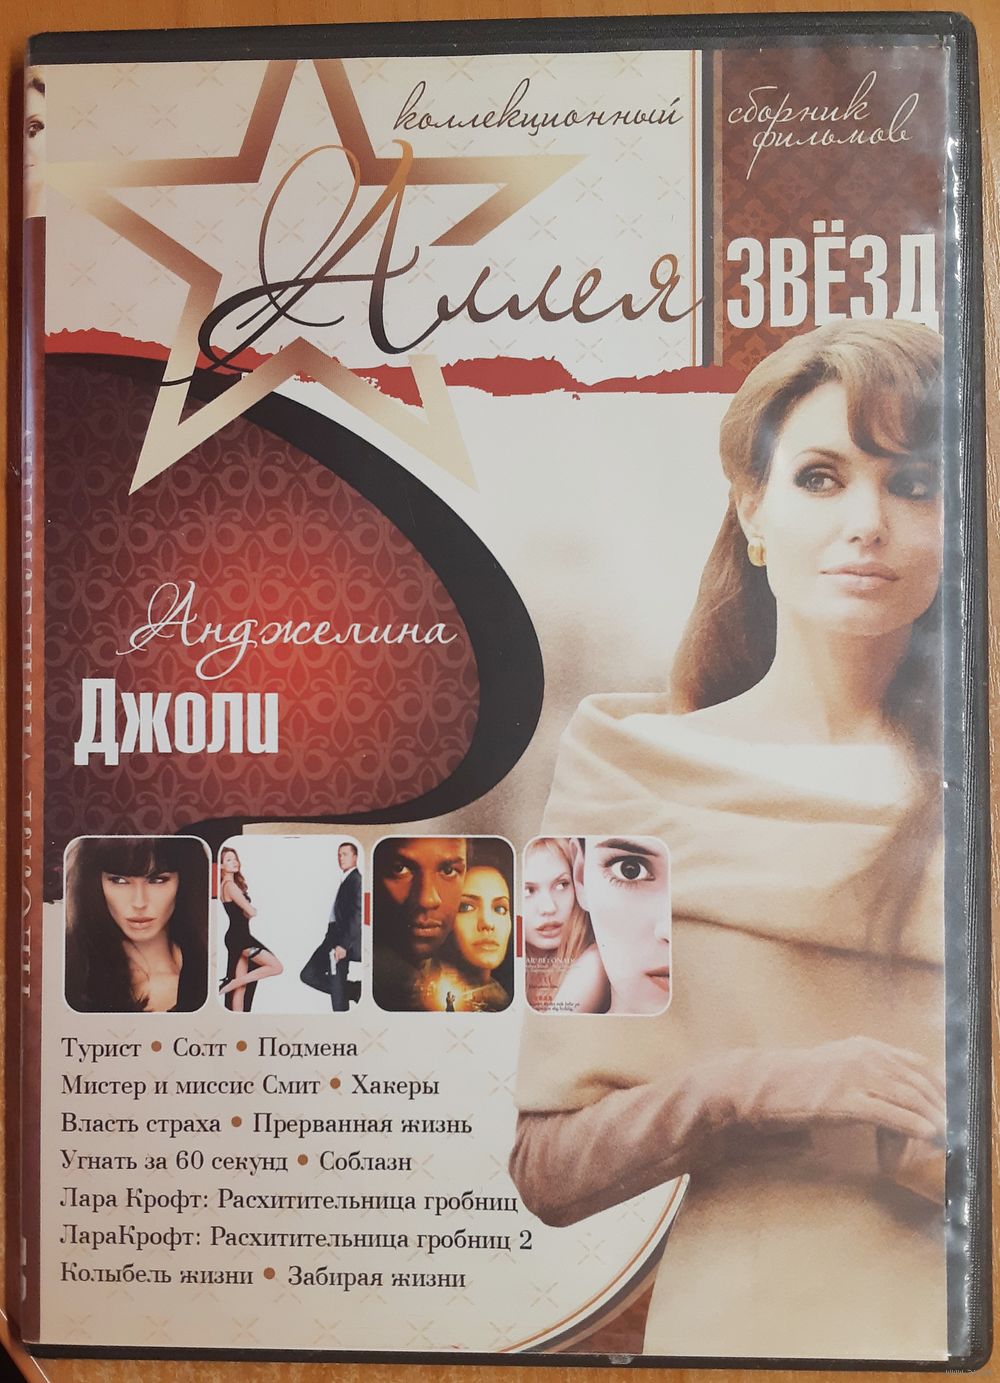 коллекционный сборник
фильмов
Аллея ЗВЁЗД
Анджелина
Джоли
Турист • Солт • Подмена
Мистер и миссис Смит • Хакеры
Власть страха • Прерванная жизнь
Угнать за 60 секунд • Соблазн
Лара Крофт: Расхитительница гробниц
ЛараКрофт: Расхитительница гробниц 2
Колыбель жизни • Забирая жизни